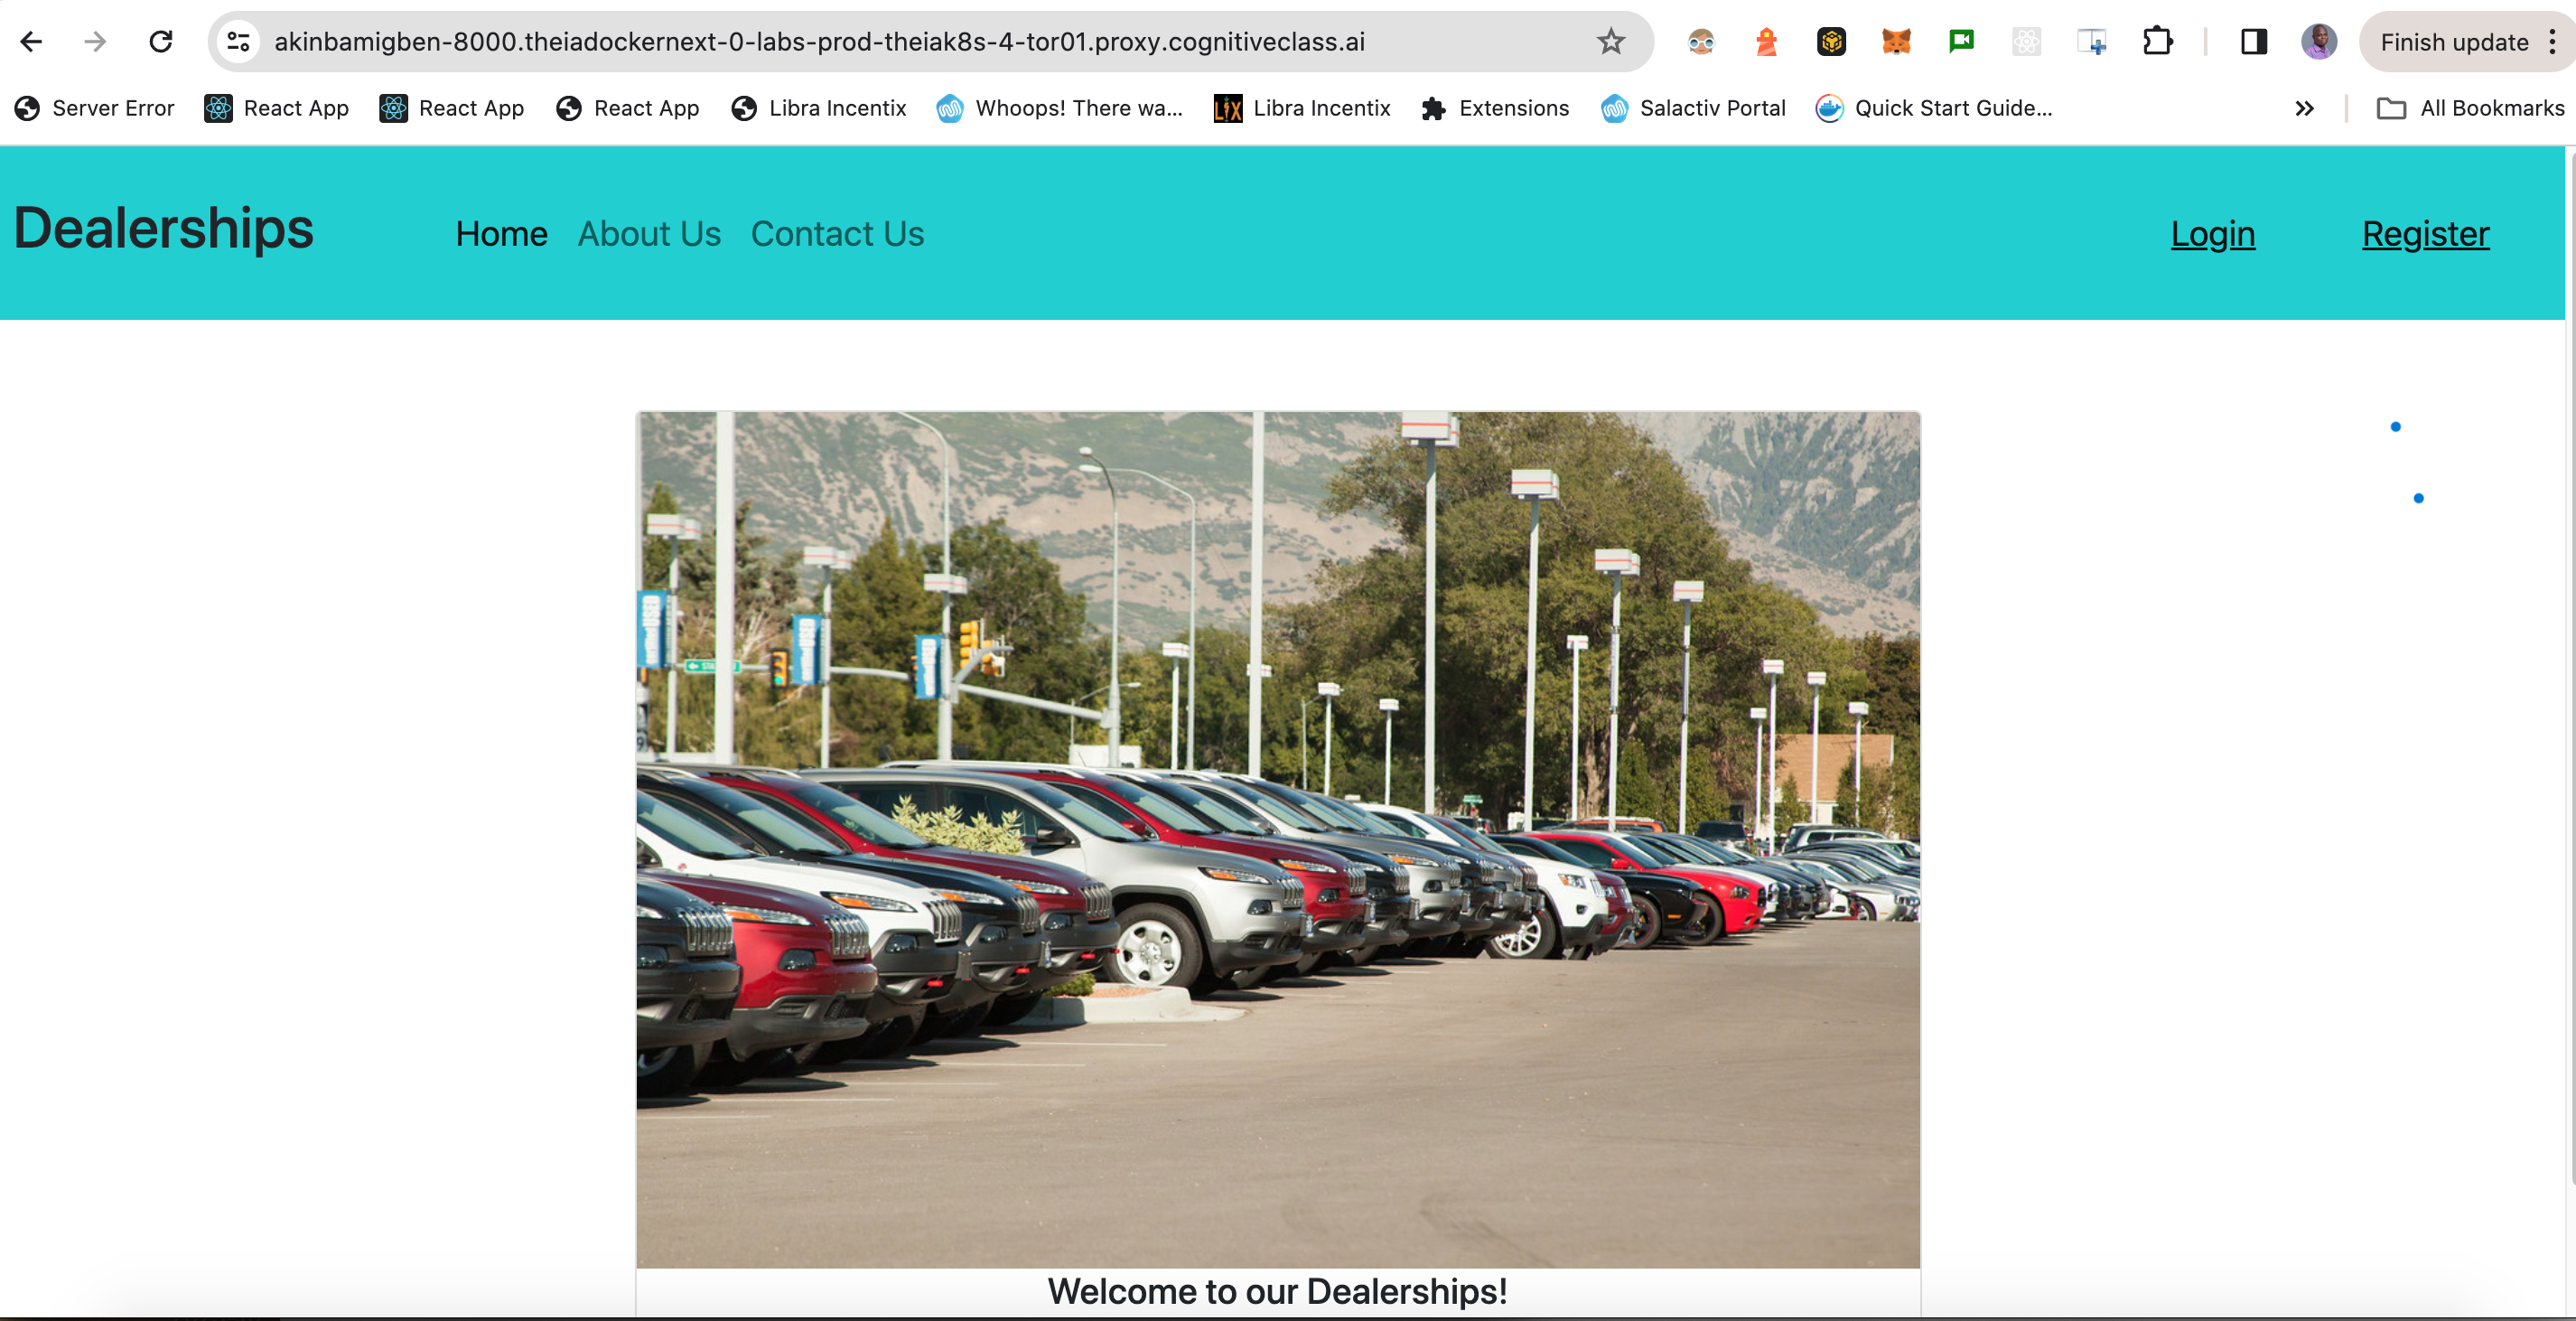 akinbamigben-8000.theiadockernext-0-labs-prod-theiak8s-4-tor01.proxy.cognitiveclass.ai
Finish update
Server Error
React App
React App
React App
Libra Incentix
Whoops! There wa...
LIX
Libra Incentix
Extensions
Salactiv Portal
Quick Start Guide...
All Bookmarks
Dealerships
Home
About Us
Contact Us
Login
Register
Welcome to our Dealerships!